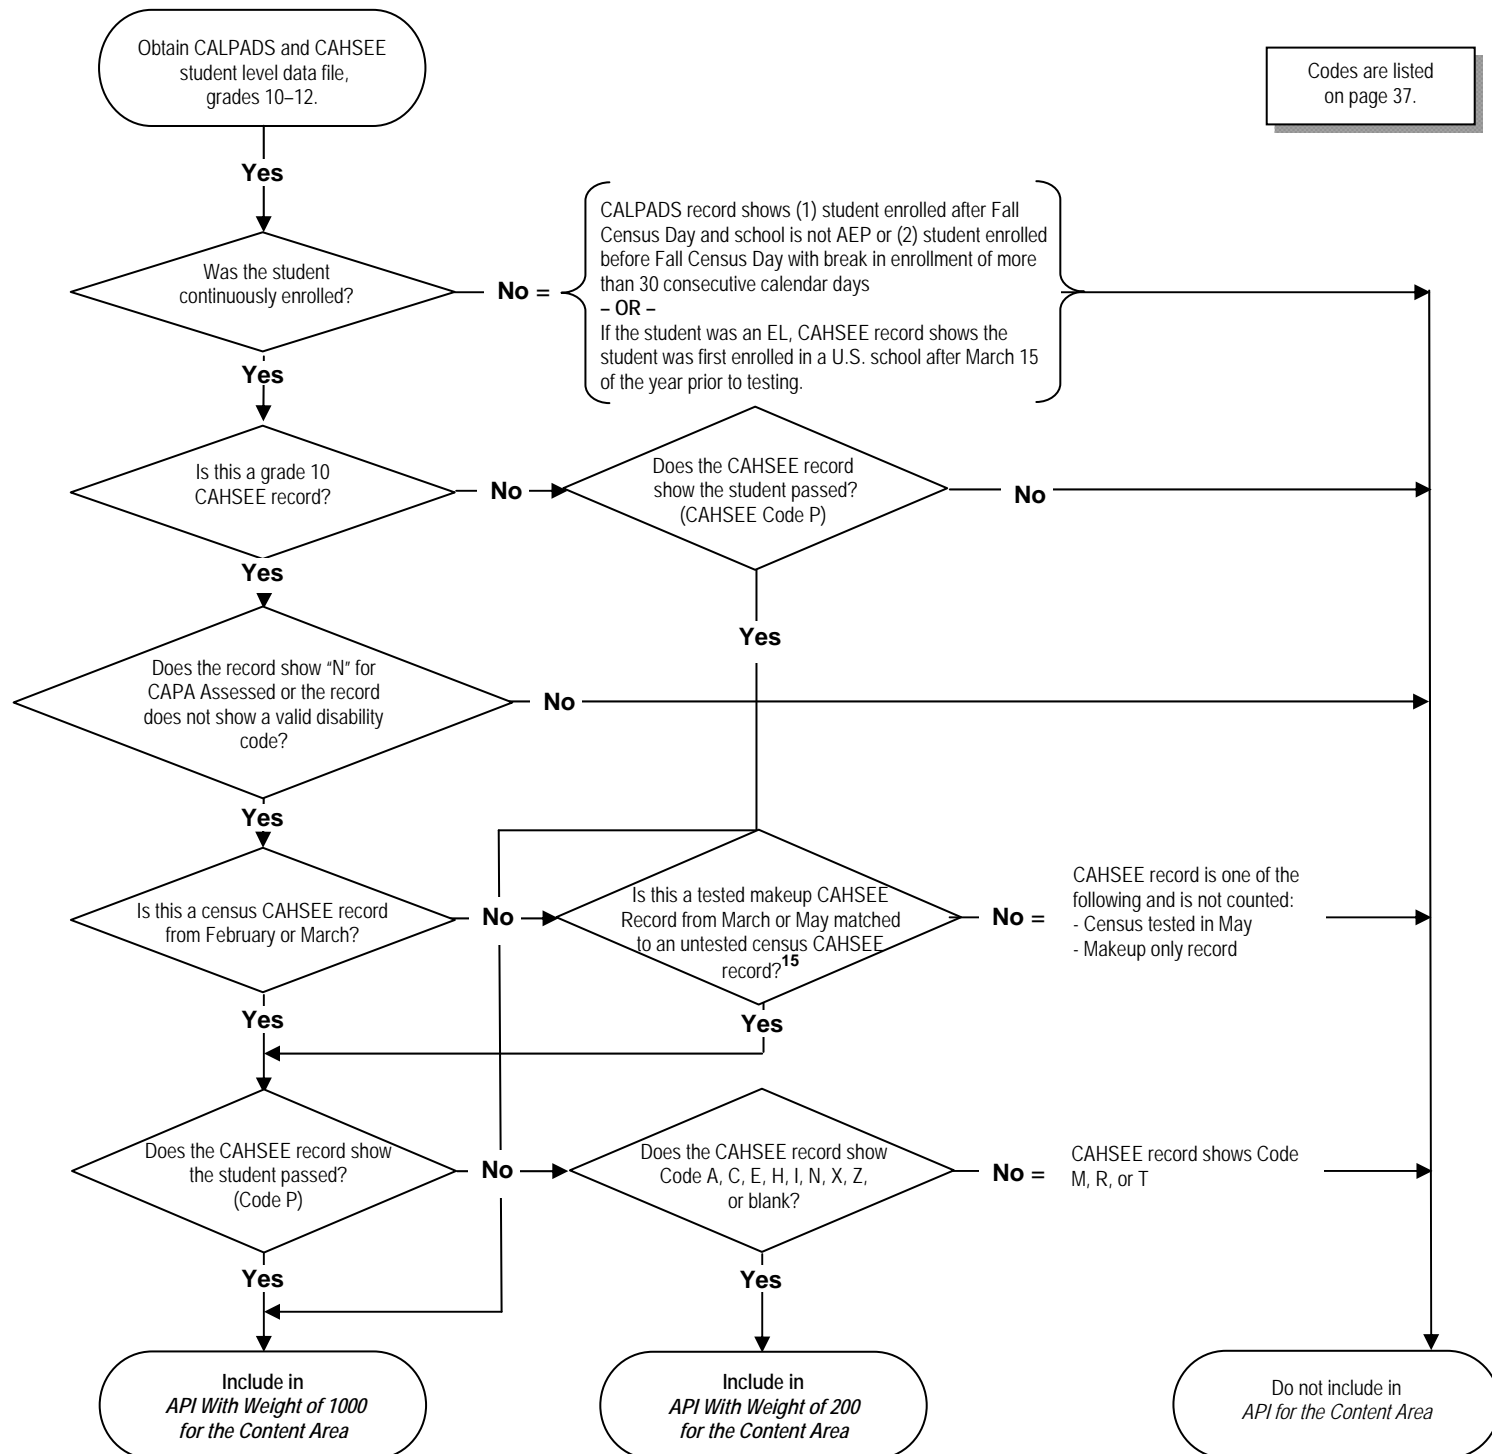 Obtain CALPADS and CAHSEE
student level data file,
grades 10–12.
Codes are listed
on page 37.
Yes
Was the student
continuously enrolled?
No =
CALPADS record shows (1) student enrolled after Fall
Census Day and school is not AEP or (2) student enrolled
before Fall Census Day with break in enrollment of more
than 30 consecutive calendar days
– OR –
If the student was an EL, CAHSEE record shows the
student was first enrolled in a U.S. school after March 15
of the year prior to testing.
Yes
Is this a grade 10
CAHSEE record?
No
Does the CAHSEE record
show the student passed?
(CAHSEE Code P)
No
Yes
Yes
Does the record show “N” for
CAPA Assessed or the record
does not show a valid disability
code?
No
Yes
Is this a census CAHSEE record
from February or March?
No
Is this a tested makeup CAHSEE
Record from March or May matched
to an untested census CAHSEE
record?15
No =
CAHSEE record is one of the
following and is not counted:
- Census tested in May
- Makeup only record
Yes
Yes
Does the CAHSEE record show
the student passed?
(Code P)
No
Does the CAHSEE record show
Code A, C, E, H, I, N, X, Z,
or blank?
No =
CAHSEE record shows Code
M, R, or T
Yes
Yes
Include in
API With Weight of 1000
for the Content Area
Include in
API With Weight of 200
for the Content Area
Do not include in
API for the Content Area